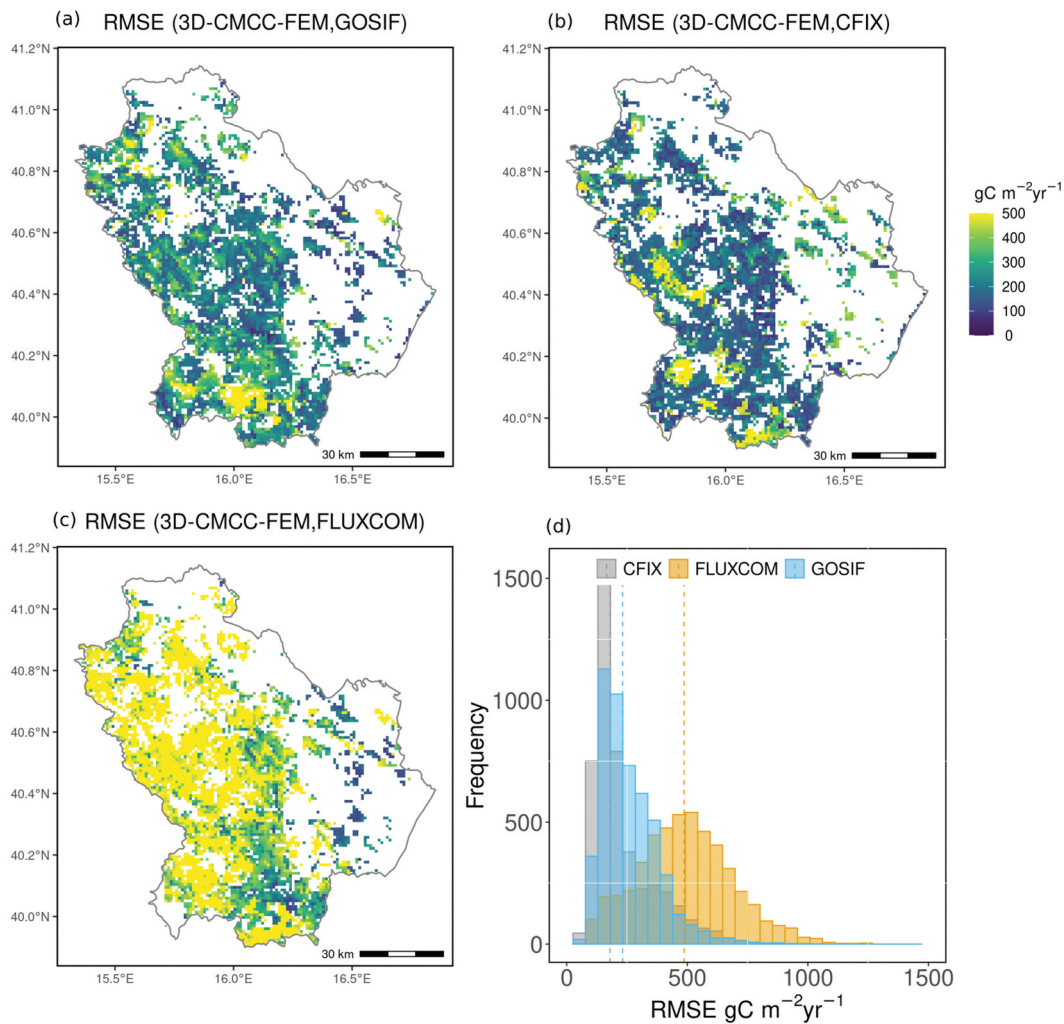 (a) RMSE (3D-CMCC-FEM,GOSIF)
41.2°N
41.0°N
40.8°N
40.6°N
40.4°N
40.2°N
40.0°N
30 km
15.5°E 16.0°E 16.5°E
(b) RMSE (3D-CMCC-FEM,CFIX)
41.2°N
41.0°N
40.8°N
40.6°N
40.4°N
40.2°N
40.0°N
30 km
15.5°E 16.0°E 16.5°E
gC m−2yr−1
500
400
300
200
100
0
(c) RMSE (3D-CMCC-FEM,FLUXCOM)
41.2°N
41.0°N
40.8°N
40.6°N
40.4°N
40.2°N
40.0°N
30 km
15.5°E 16.0°E 16.5°E
(d)
CFIX FLUXCOM GOSIF
Frequency
1500
1000
500
0
0 500 1000 1500
RMSE gC m−2yr−1